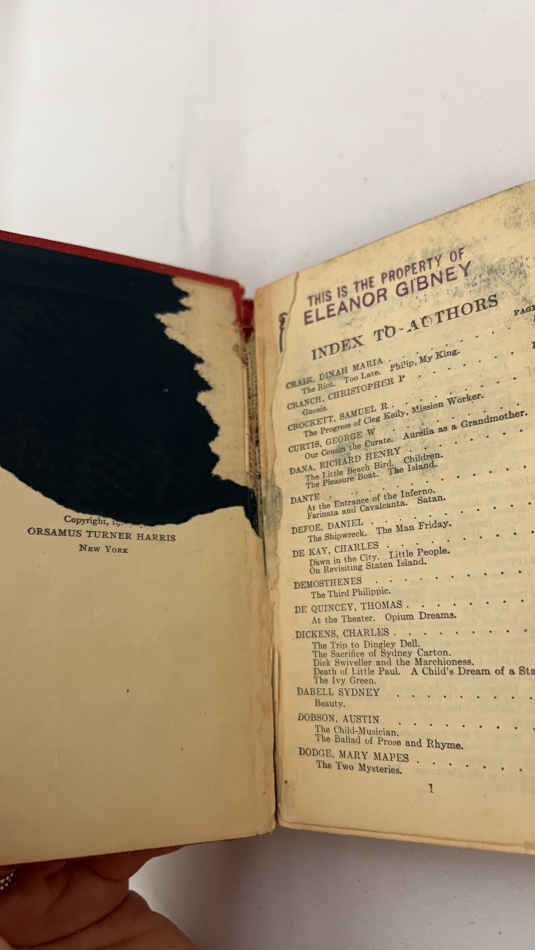 Copyright,
ORSAMUS TURNER HARRIS
NEW YORK
THIS IS THE PROPERTY OF
ELEANOR GIBNEY
INDEX TO AUTHORS
PAGE
CRAIK, DINAH MARIA
The Rose. Too Late. Philip, My King.
CRANCH, CHRISTOPHER P
Gnosis.
CROCKETT, SAMUEL R
The Progress of Cleg Kelly, Mission Worker.
CURTIS, GEORGE W
Our Cousin the Curate. Aurelia as a Grandmother.
DANA, RICHARD HENRY
The Little Beach Bird. Children.
The Pleasure Boat. The Island.
DANTE
At the Entrance of the Inferno.
Farinata and Cavalcanta. Satan.
DEFOE, DANIEL
The Shipwreck. The Man Friday.
DE KAY, CHARLES
Dawn in the City. Little People.
On Revisiting Staten Island.
DEMOSTHENES
The Third Philippic.
DE QUINCEY, THOMAS
At the Theater. Opium Dreams.
DICKENS, CHARLES
The Trip to Dingley Dell.
The Sacrifice of Sydney Carton.
Dick Swiveller and the Marchioness.
Death of Little Paul. A Child's Dream of a Sta
The Ivy Green.
DABELL SYDNEY
Beauty.
DOBSON, AUSTIN
The Child-Musician.
The Ballad of Prose and Rhyme.
DODGE, MARY MAPES
The Two Mysteries.
1